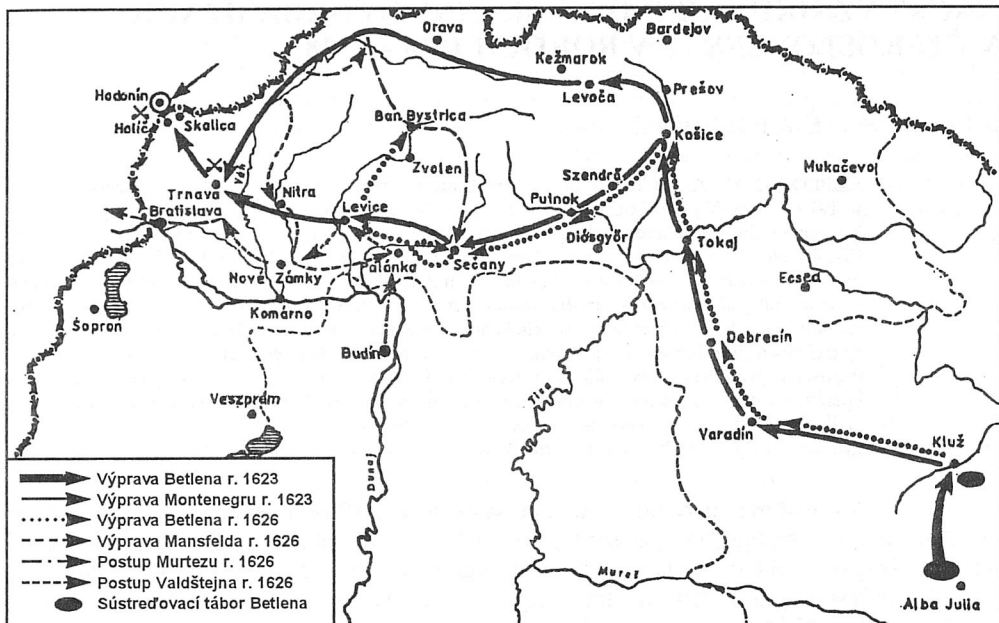 Orava
Bardejov
Kežmarok
Levoča
Prešov
Hodonín
Holíč
Skalica
Ban. Bystrica
Košice
Zvolen
Szendrő
Mukačevo
Trnava
Váh
Nitra
Levice
Putnok
Bratislava
Diósgyőr
Tokaj
Nové Zámky
Palánka
Sečany
Ecsed
Šopron
Komárno
Budín
Debrecín
Veszprém
Tisa
Varadín
Kluž
Dunaj
Muraš
Alba Julia
Výprava Betlena r. 1623
Výprava Montenegru r. 1623
Výprava Betlena r. 1626
Výprava Mansfelda r. 1626
Postup Murtezu r. 1626
Postup Valdštejna r. 1626
Sústreďovací tábor Betlena